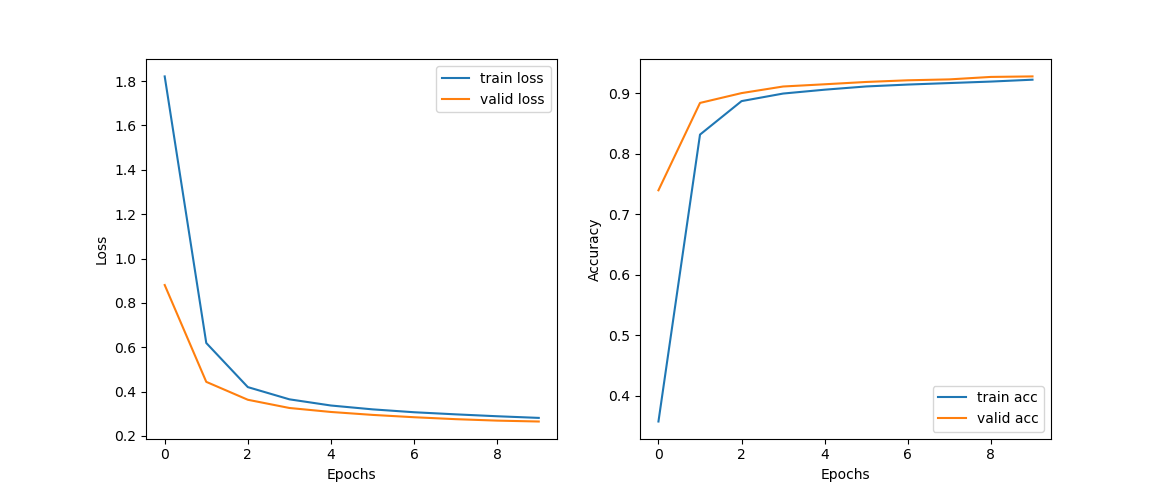 train loss
valid loss
1.8
1.6
1.4
1.2
1.0
0.8
0.6
0.4
0.2
Loss
0 2 4 6 8
Epochs
0.9
0.8
0.7
0.6
0.5
0.4
Accuracy
train acc
valid acc
0 2 4 6 8
Epochs